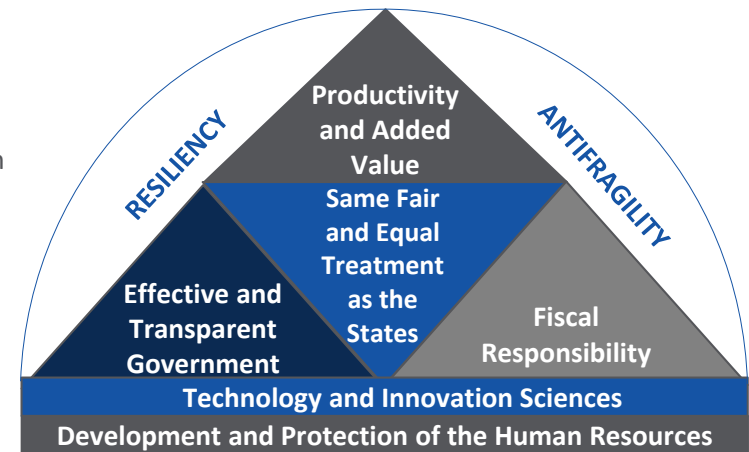 RESILIENCY
ANTIFRAGILITY
Productivity
and Added
Value
Same Fair
and Equal
Treatment
as the
States
Effective and
Transparent
Government
Fiscal
Responsibility
Technology and Innovation Sciences
Development and Protection of the Human Resources